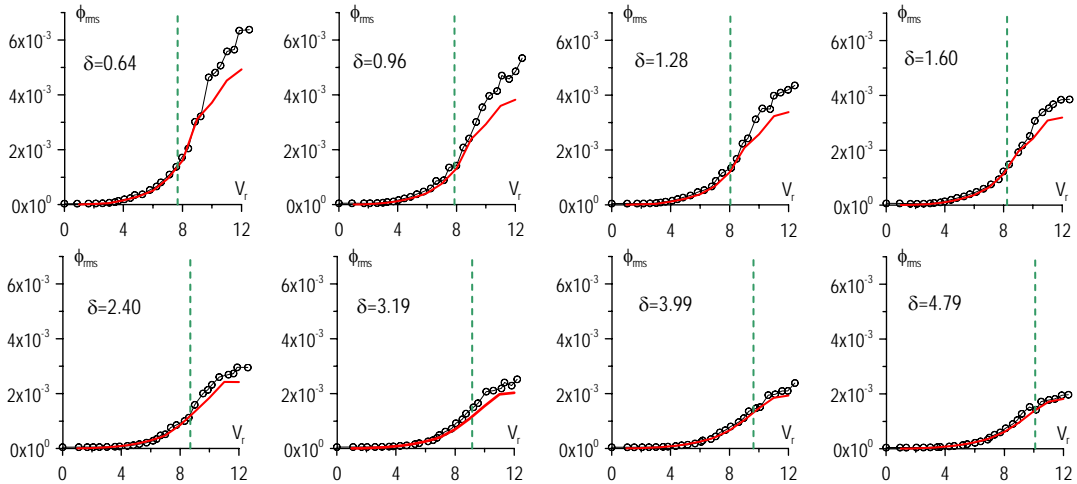 ϕrms ϕrms ϕrms ϕrms
6x10⁻³ 6x10⁻³ 6x10⁻³ 6x10⁻³
δ=0.64 δ=0.96 δ=1.28 δ=1.60
4x10⁻³ 4x10⁻³ 4x10⁻³ 4x10⁻³
2x10⁻³ 2x10⁻³ 2x10⁻³ 2x10⁻³
Vr Vr Vr Vr
0x10⁰ 0x10⁰ 0x10⁰ 0x10⁰
0 4 8 12 0 4 8 12 0 4 8 12 0 4 8 12
ϕrms ϕrms ϕrms ϕrms
6x10⁻³ 6x10⁻³ 6x10⁻³ 6x10⁻³
δ=2.40 δ=3.19 δ=3.99 δ=4.79
4x10⁻³ 4x10⁻³ 4x10⁻³ 4x10⁻³
2x10⁻³ 2x10⁻³ 2x10⁻³ 2x10⁻³
Vr Vr Vr Vr
0x10⁰ 0x10⁰ 0x10⁰ 0x10⁰
0 4 8 12 0 4 8 12 0 4 8 12 0 4 8 12